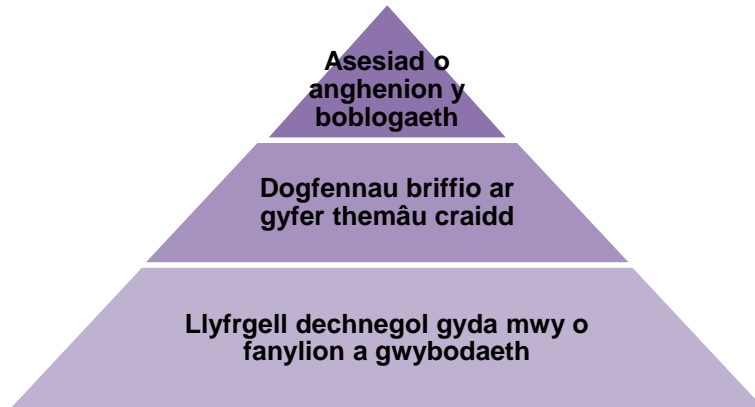 Asesiad o
anghenion y
boblogaeth
Dogfennau briffio ar
gyfer themâu craidd
Llyfrgell dechnegol gyda mwy o
fanylion a gwybodaeth